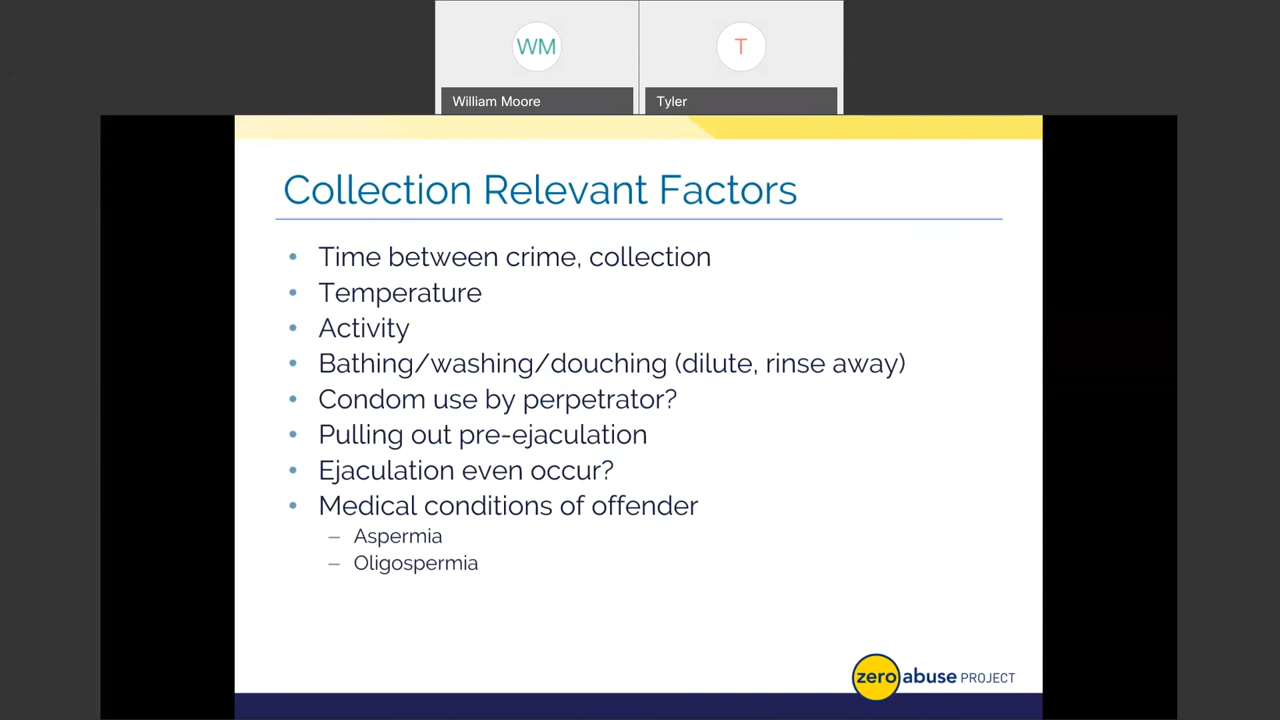 WM
T
William Moore
Tyler
Collection Relevant Factors
• Time between crime, collection
• Temperature
• Activity
• Bathing/washing/douching (dilute, rinse away)
• Condom use by perpetrator?
• Pulling out pre-ejaculation
• Ejaculation even occur?
• Medical conditions of offender
– Aspermia
– Oligospermia
zero abuse PROJECT